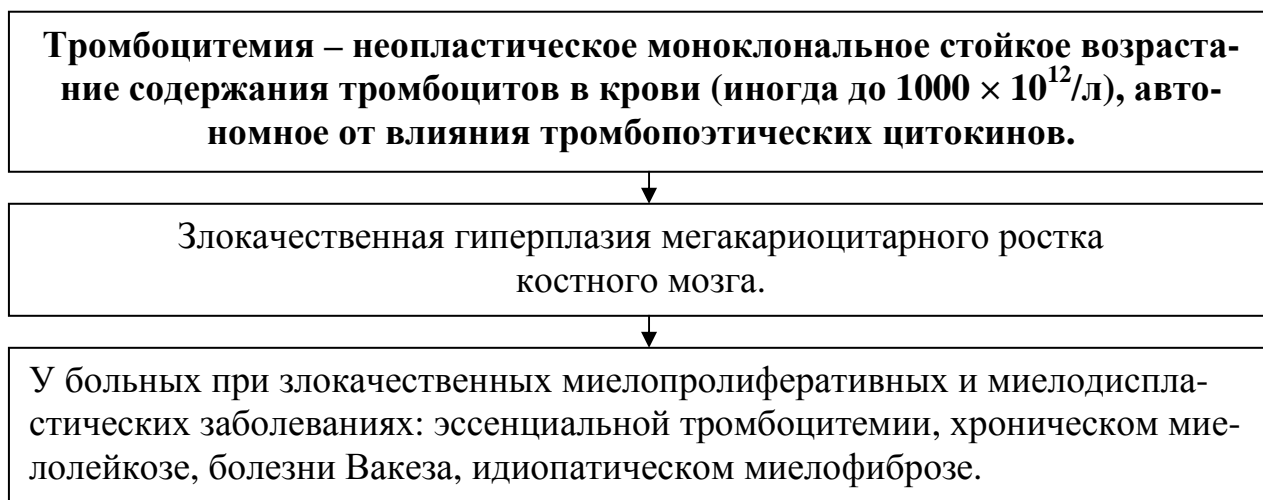 Тромбоцитемия – неопластическое моноклональное стойкое возраста-
ние содержания тромбоцитов в крови (иногда до 1000 × 10¹²/л), авто-
номное от влияния тромбопоэтических цитокинов.
Злокачественная гиперплазия мегакариоцитарного ростка
костного мозга.
У больных при злокачественных миелопролиферативных и миелодиспла-
стических заболеваниях: эссенциальной тромбоцитемии, хроническом мие-
лолейкозе, болезни Вакеза, идиопатическом миелофиброзе.